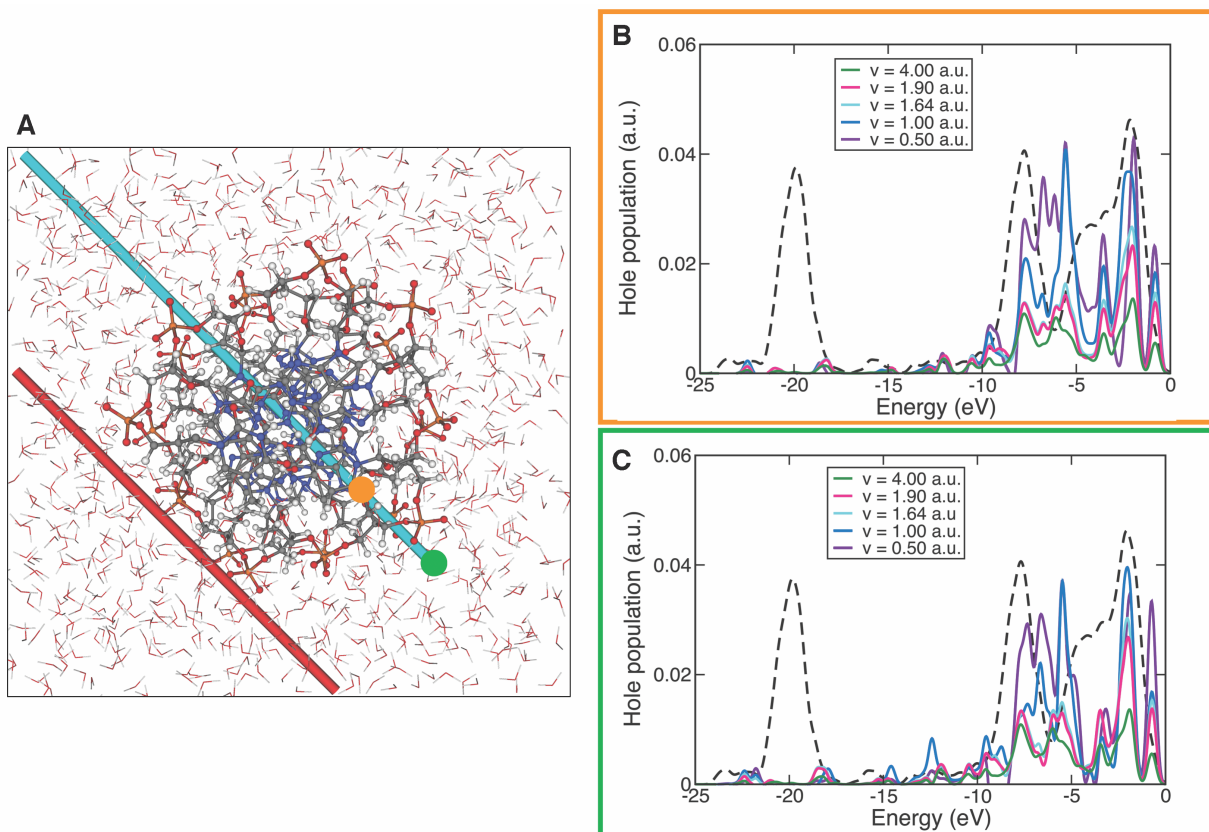 A
B
0.06
0.04
0.02
0
Hole population (a.u.)
v = 4.00 a.u.
v = 1.90 a.u.
v = 1.64 a.u.
v = 1.00 a.u.
v = 0.50 a.u.
-25 -20 -15 -10 -5 0
Energy (eV)
C
0.06
0.04
0.02
0
Hole population (a.u.)
v = 4.00 a.u.
v = 1.90 a.u.
v = 1.64 a.u.
v = 1.00 a.u.
v = 0.50 a.u.
-25 -20 -15 -10 -5 0
Energy (eV)